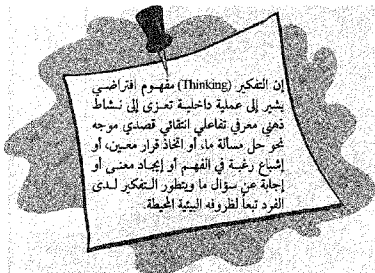 إن التفكير (Thinking) مفهوم افتراضي
يشير إلى عملية داخلية تعزى إلى نشاط
ذهني معرفي تفاعلي انتقائي قصدي موجه
نحو حل مسألة ما، أو اتخاذ قرار معين، أو
إشباع رغبة في الفهم أو إيجاد معنى أو
إجابة عن سؤال ما ويتطور التفكير لدى
الفرد تبعاً لظروفه البيئية المحيطة.